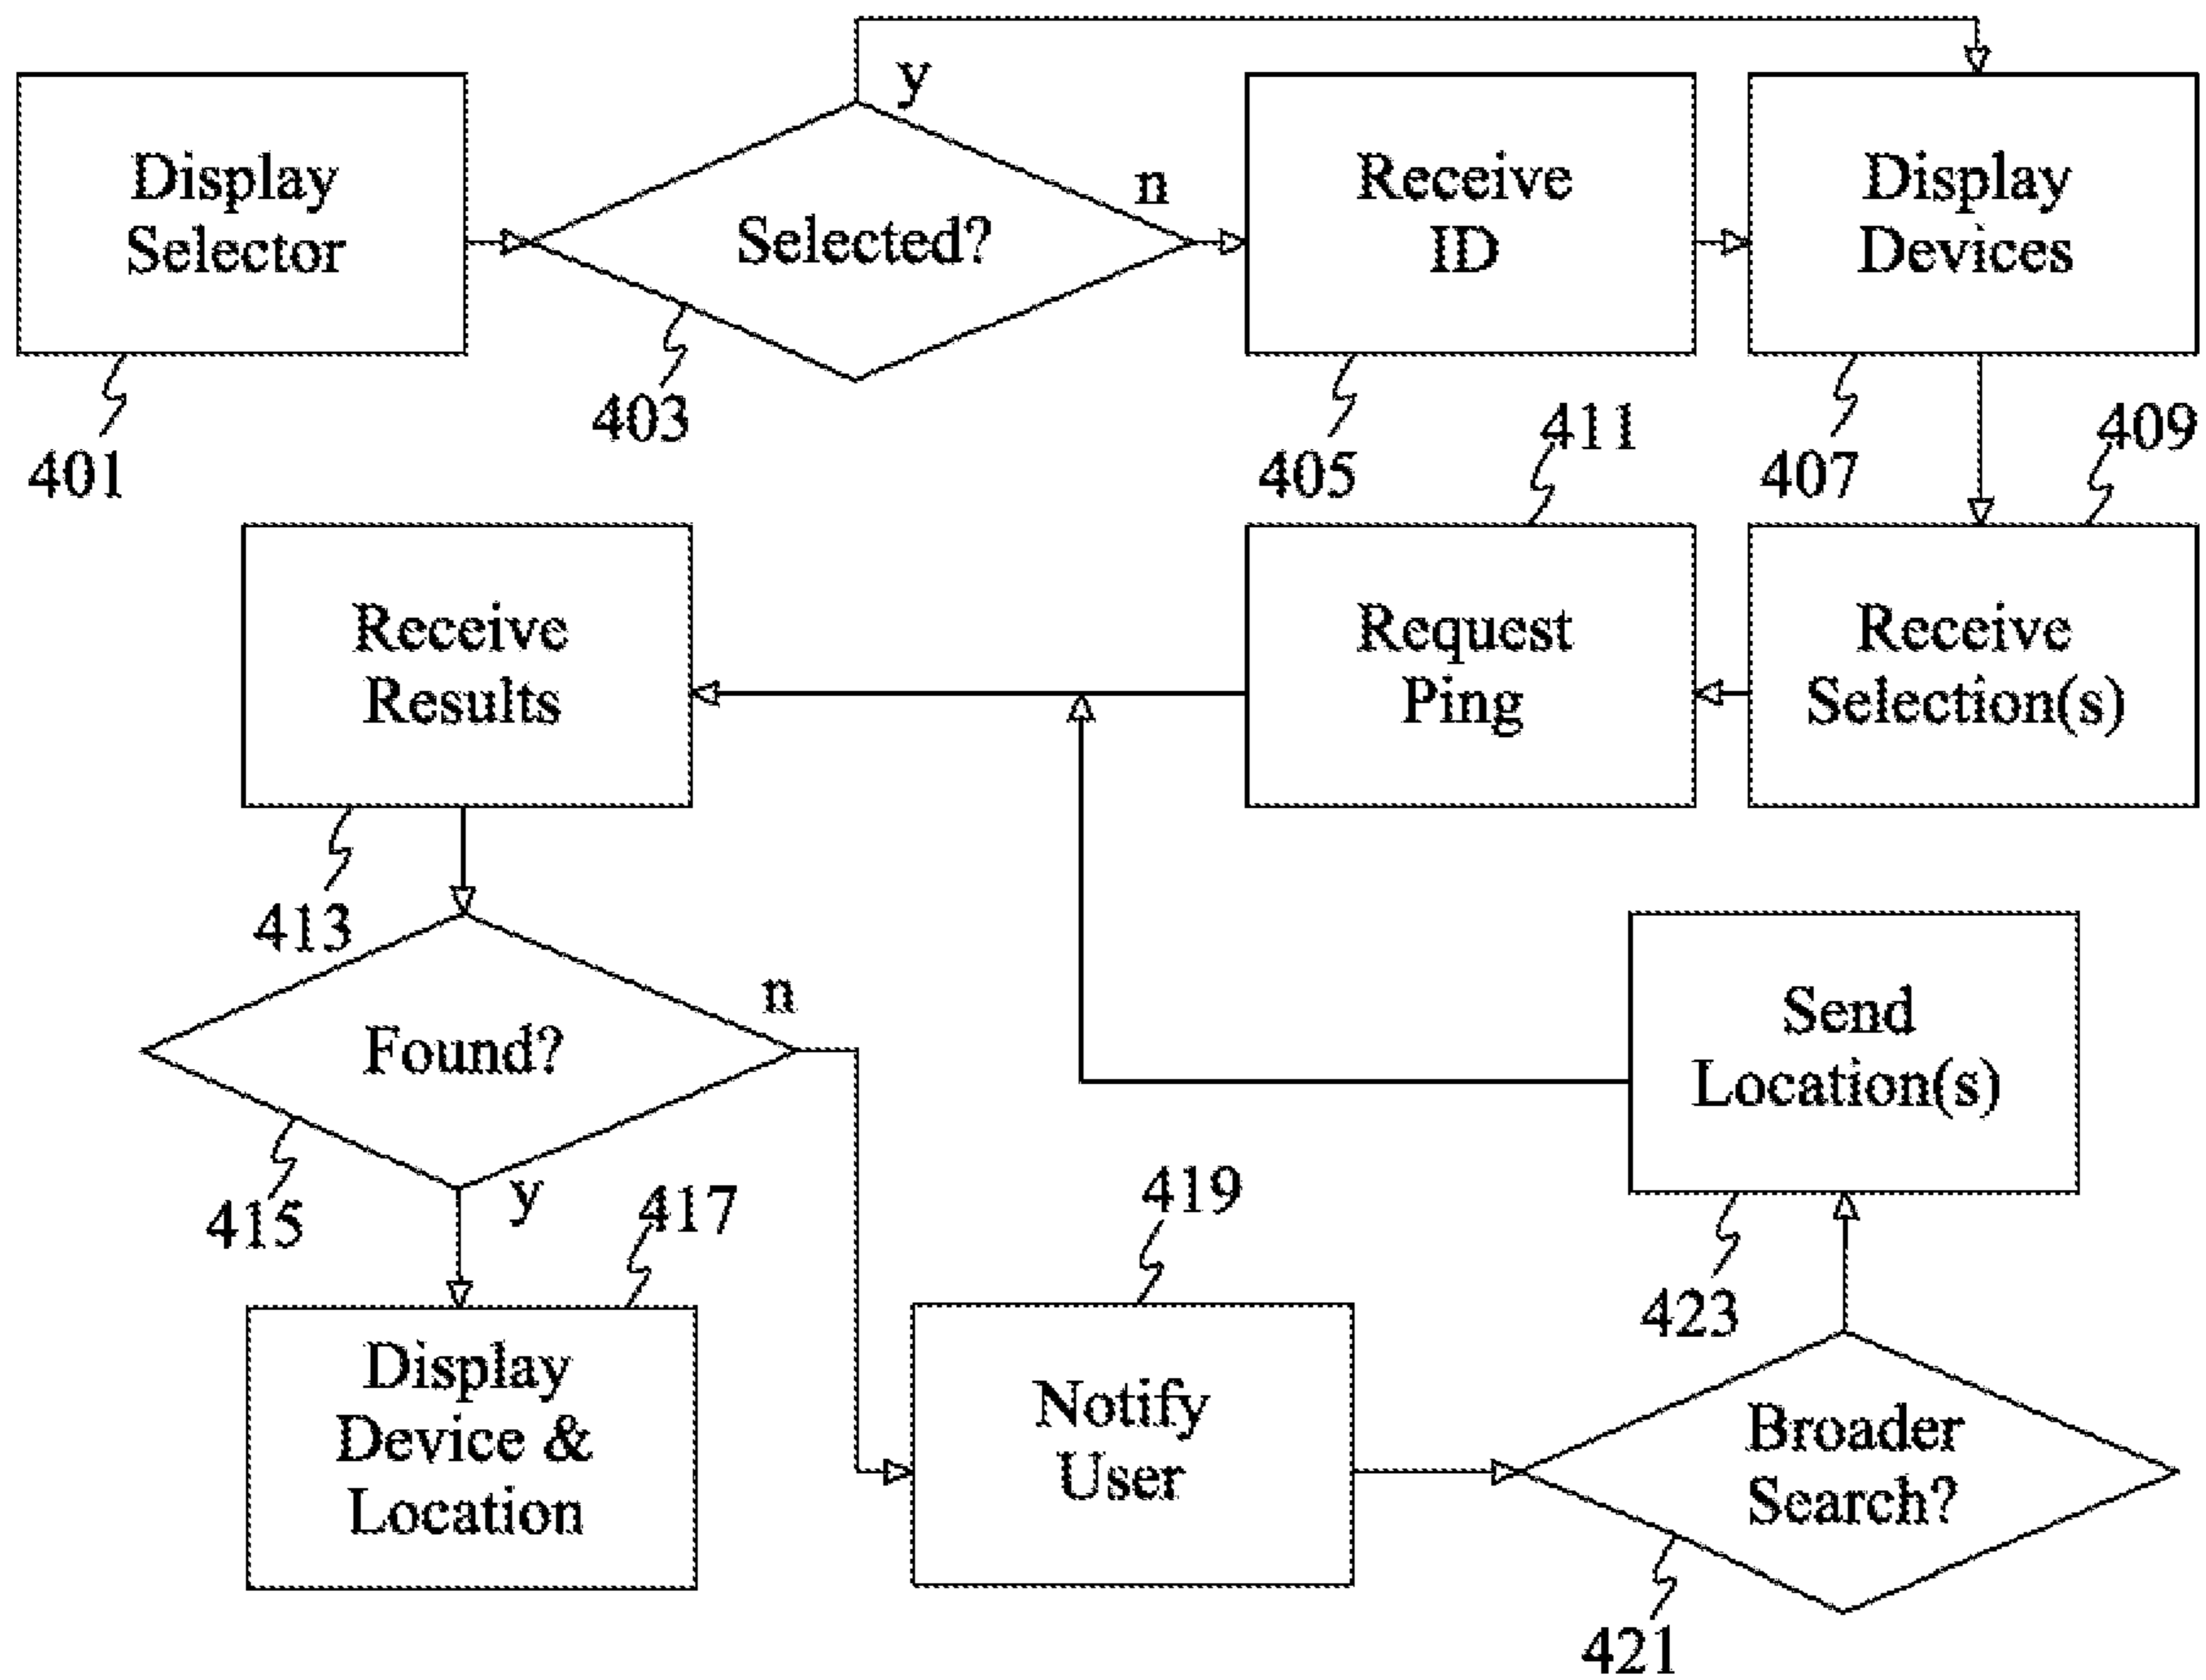 y
Display
Selector
Selected?
n
Receive
ID
Display
Devices
401
403
405
411
407
409
Receive
Results
Request
Ping
Receive
Selection(s)
413
Found?
n
Send
Location(s)
415
y
417
419
423
Display
Device &
Location
Notify
User
Broader
Search?
421